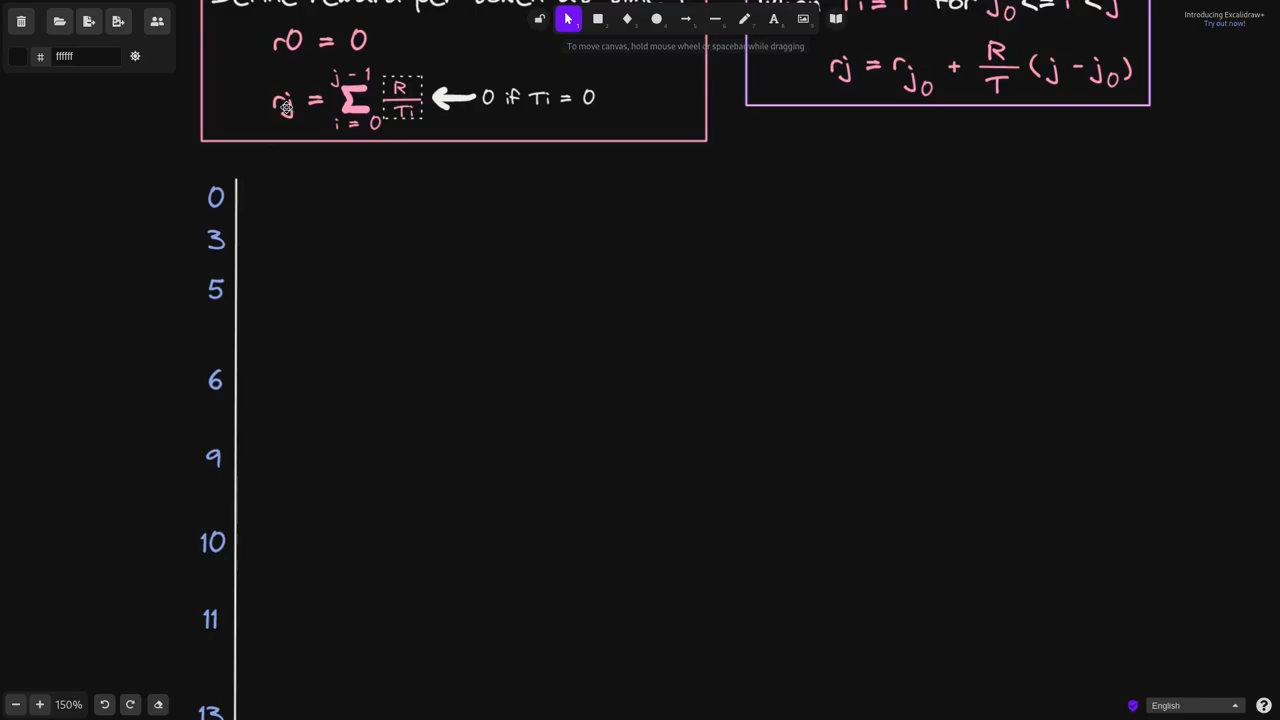 Introducing Excalidraw+
Try out now!
# ffffff
To move canvas, hold mouse wheel or spacebar while dragging
r0 = 0
for j0 <= i < j
rj = j - 1 Σ i = 0 R / Ti ← 0 if Ti = 0
rj = rj0 + R / T (j - j0)
0
3
5
6
9
10
11
13
150%
English